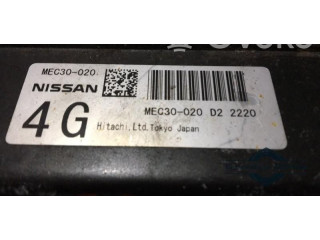 MEC30-020
NISSAN
MEC30-020 D2 2220
4G
Hitachi,Ltd.Tokyo Japan